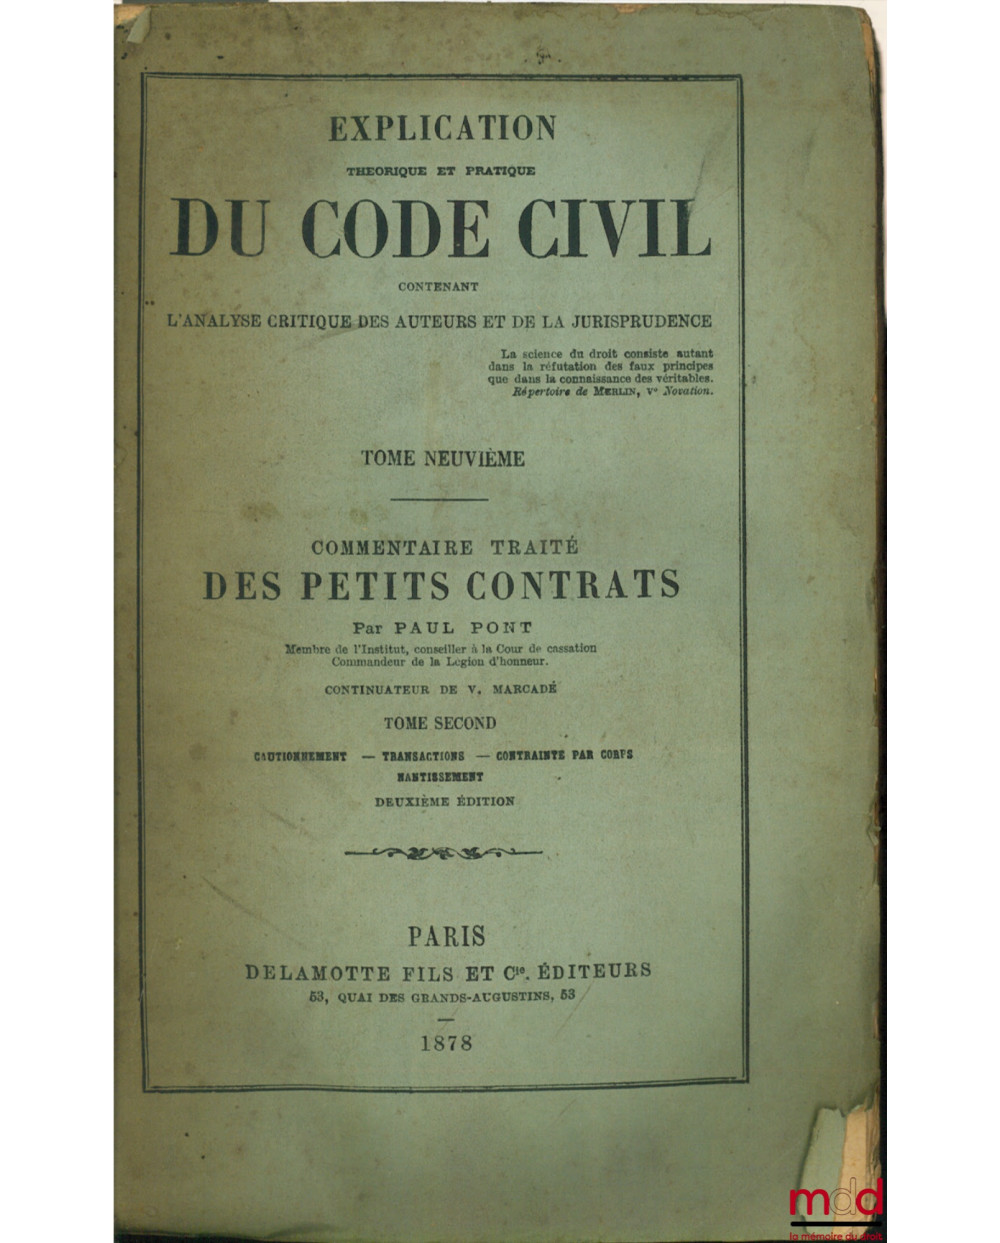 EXPLICATION
THEORIQUE ET PRATIQUE
DU CODE CIVIL
CONTENANT
L'ANALYSE CRITIQUE DES AUTEURS ET DE LA JURISPRUDENCE
La science du droit consiste autant
dans la réfutation des faux principes
que dans la connaissance des véritables.
Répertoire de MERLIN, Vº Novation.
TOME NEUVIÈME
COMMENTAIRE TRAITÉ
DES PETITS CONTRATS
Par PAUL PONT
Membre de l'Institut, conseiller à la Cour de cassation
Commandeur de la Légion d'honneur.
CONTINUATEUR DE V. MARCADÉ
TOME SECOND
CAUTIONNEMENT — TRANSACTIONS — CONTRAINTE PAR CORPS
NANTISSEMENT
DEUXIÈME ÉDITION
PARIS
DELAMOTTE FILS ET Cie. ÉDITEURS
53, QUAI DES GRANDS-AUGUSTINS, 53
1878
mdd
la mémoire du droit